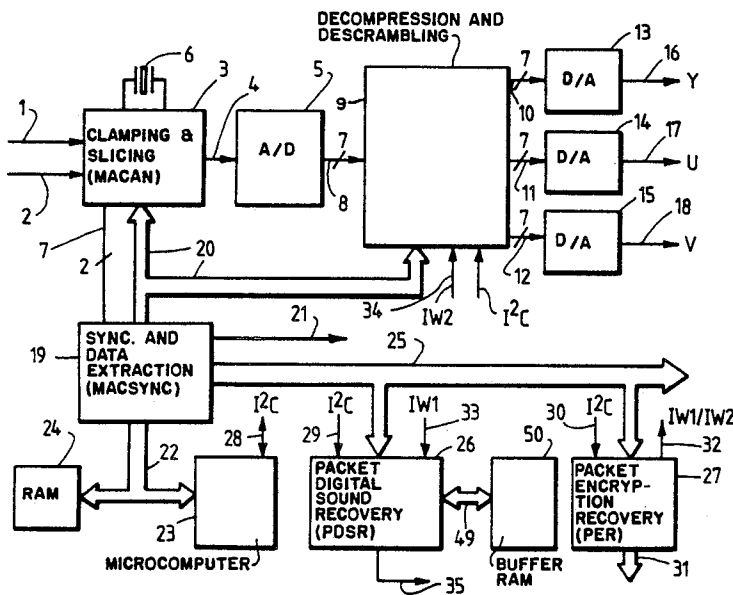 DECOMPRESSION AND
DESCRAMBLING
6
3
4
5
7
13
1
CLAMPING &
SLICING
(MACAN)
A/D
7
8
9
10
D/A
16
Y
2
7
2
20
20
7
11
14
D/A
17
U
7
12
15
D/A
18
V
34
IW2
I²C
21
19
SYNC. AND
DATA
EXTRACTION
(MACSYNC)
25
24
RAM
22
I²C
28
23
MICROCOMPUTER
I²C
29
IW1
33
26
PACKET
DIGITAL
SOUND
RECOVERY
(PDSR)
35
49
50
BUFFER
RAM
30
I²C
IW1/IW2
32
27
PACKET
ENCRYP-
TION
RECOVERY
(PER)
31